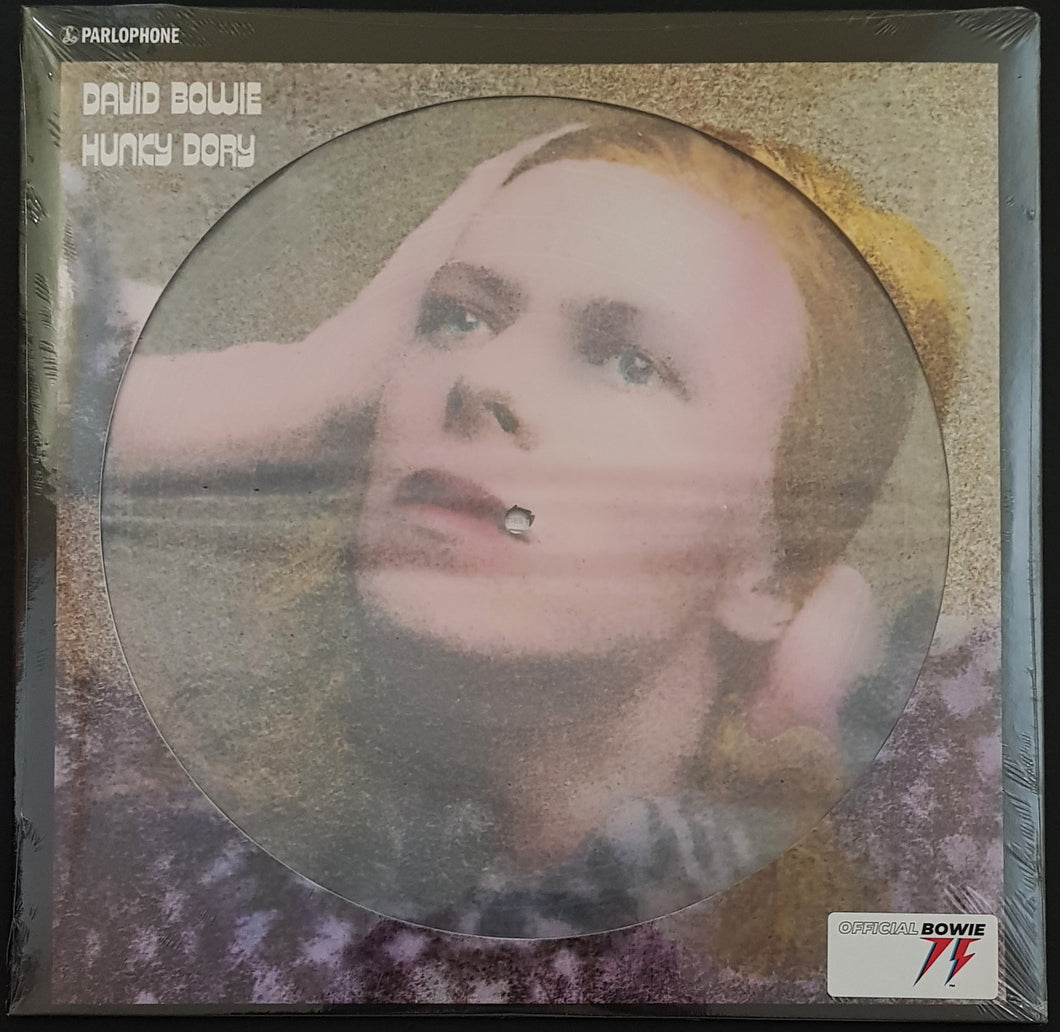 PARLOPHONE
DAVID BOWIE
HUNKY DORY
OFFICIAL BOWIE
75